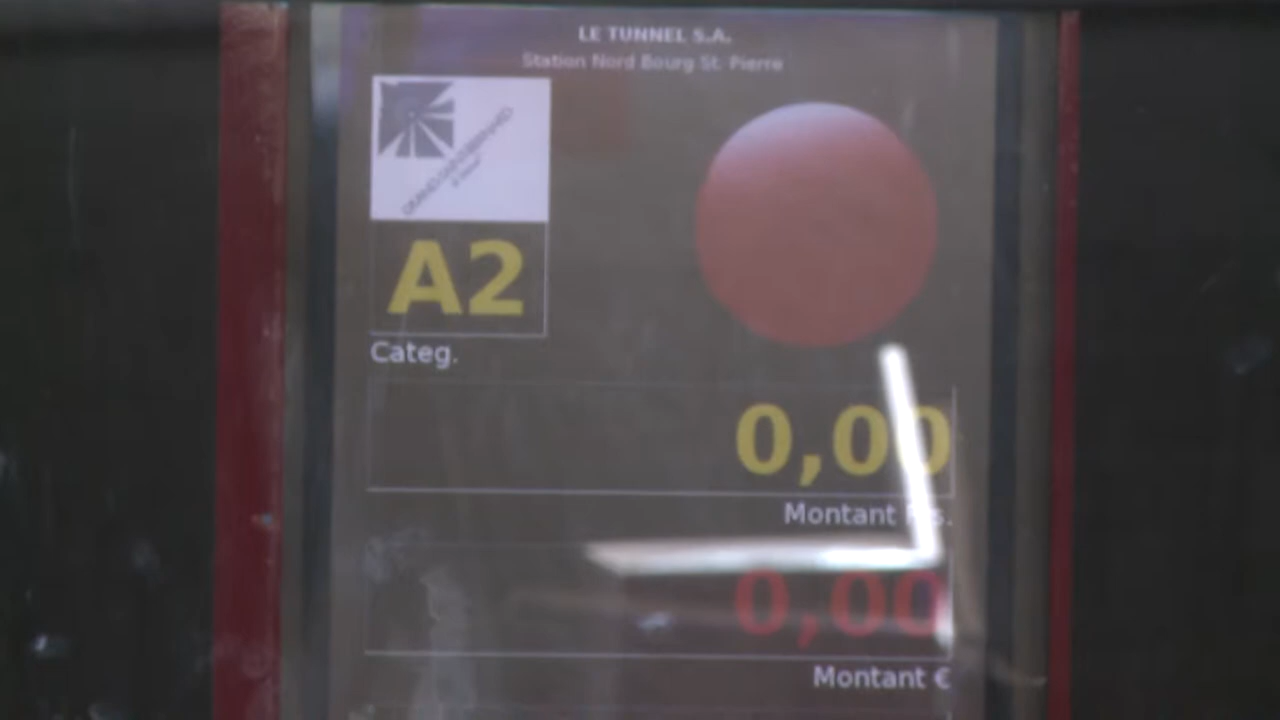 LE TUNNEL S.A.
Station Nord Bourg St. Pierre
A2
Categ.
0,00
Montant
0,00
Montant €